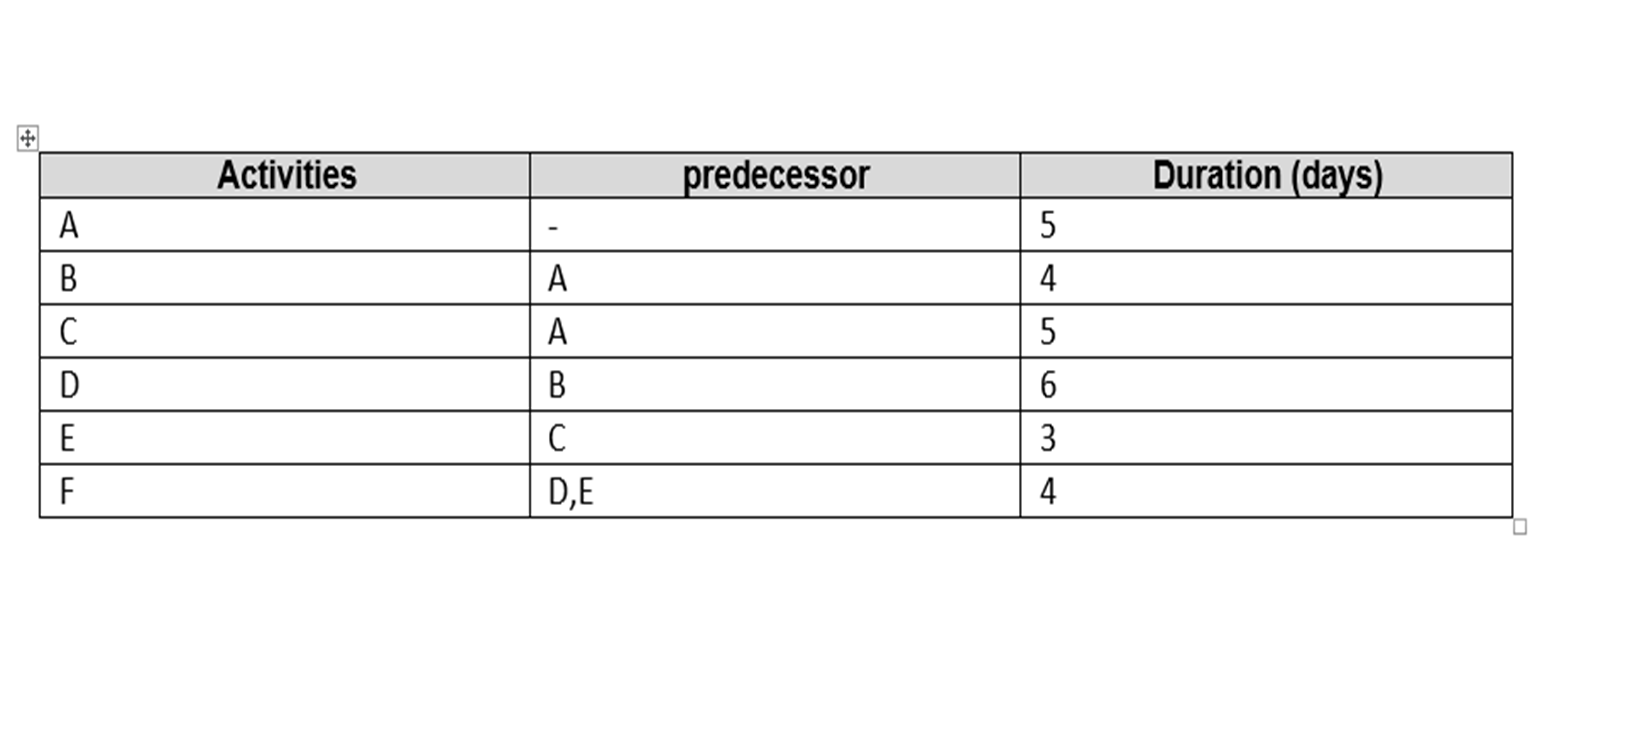 Activities predecessor Duration (days)
A - 5
B A 4
C A 5
D B 6
E C 3
F D,E 4